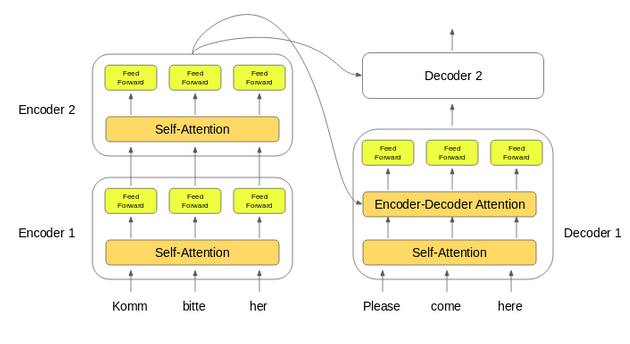 Encoder 2
Feed
Forward
Feed
Forward
Feed
Forward
Self-Attention
Encoder 1
Feed
Forward
Feed
Forward
Feed
Forward
Self-Attention
Komm bitte her
Decoder 2
Feed
Forward
Feed
Forward
Feed
Forward
Encoder-Decoder Attention
Self-Attention
Decoder 1
Please come here